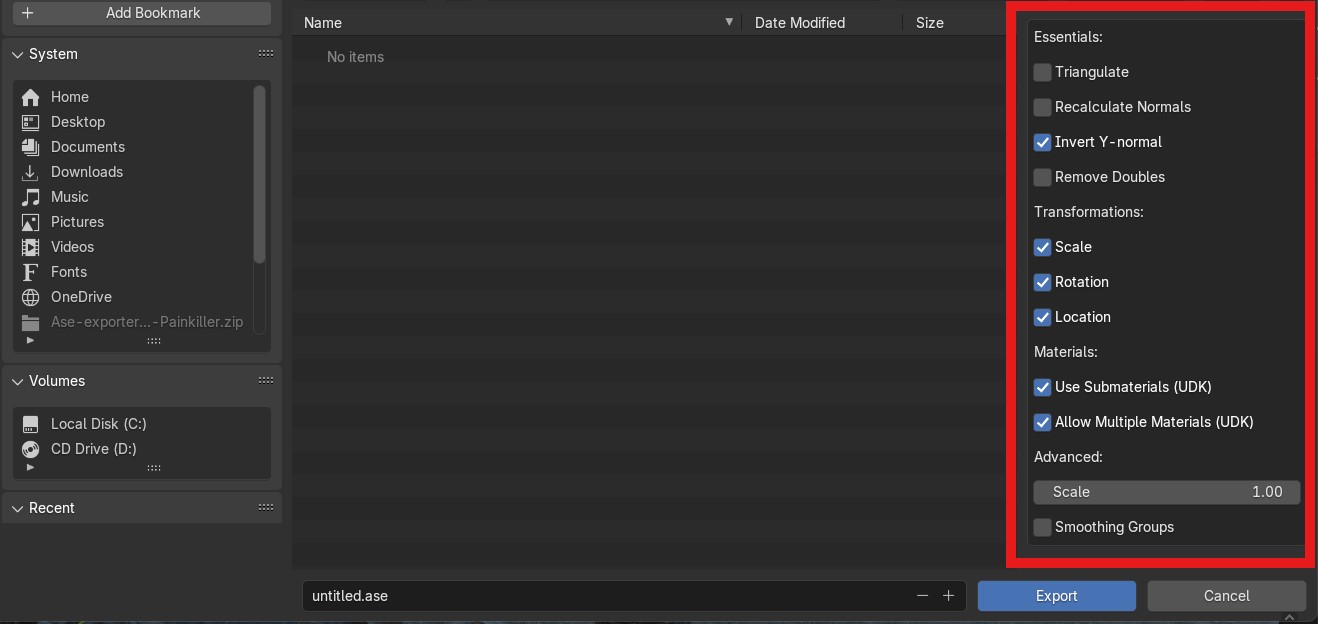 Add Bookmark
System
Home
Desktop
Documents
Downloads
Music
Pictures
Videos
Fonts
OneDrive
Ase-exporter...-Painkiller.zip
Volumes
Local Disk (C:)
CD Drive (D:)
Recent
Name Date Modified Size
No items
Essentials:
Triangulate
Recalculate Normals
Invert Y-normal
Remove Doubles
Transformations:
Scale
Rotation
Location
Materials:
Use Submaterials (UDK)
Allow Multiple Materials (UDK)
Advanced:
Scale 1.00
Smoothing Groups
untitled.ase
Export Cancel